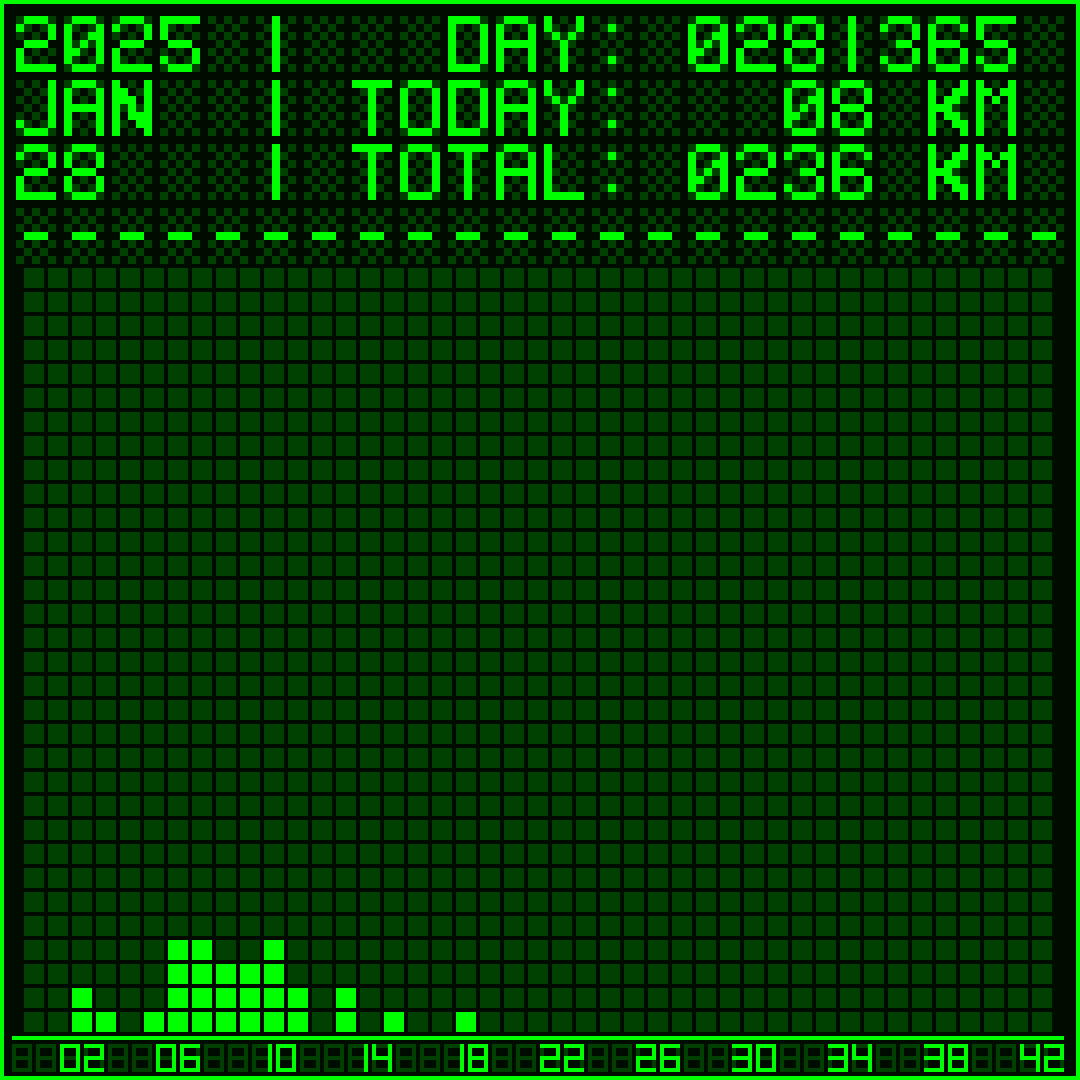 2025 | DAY: 028|365
JAN | TODAY: 08 KM
28 | TOTAL: 0236 KM
- - - - - - - - - - - - - - - - - - - - - -
02 06 10 14 18 22 26 30 34 38 42